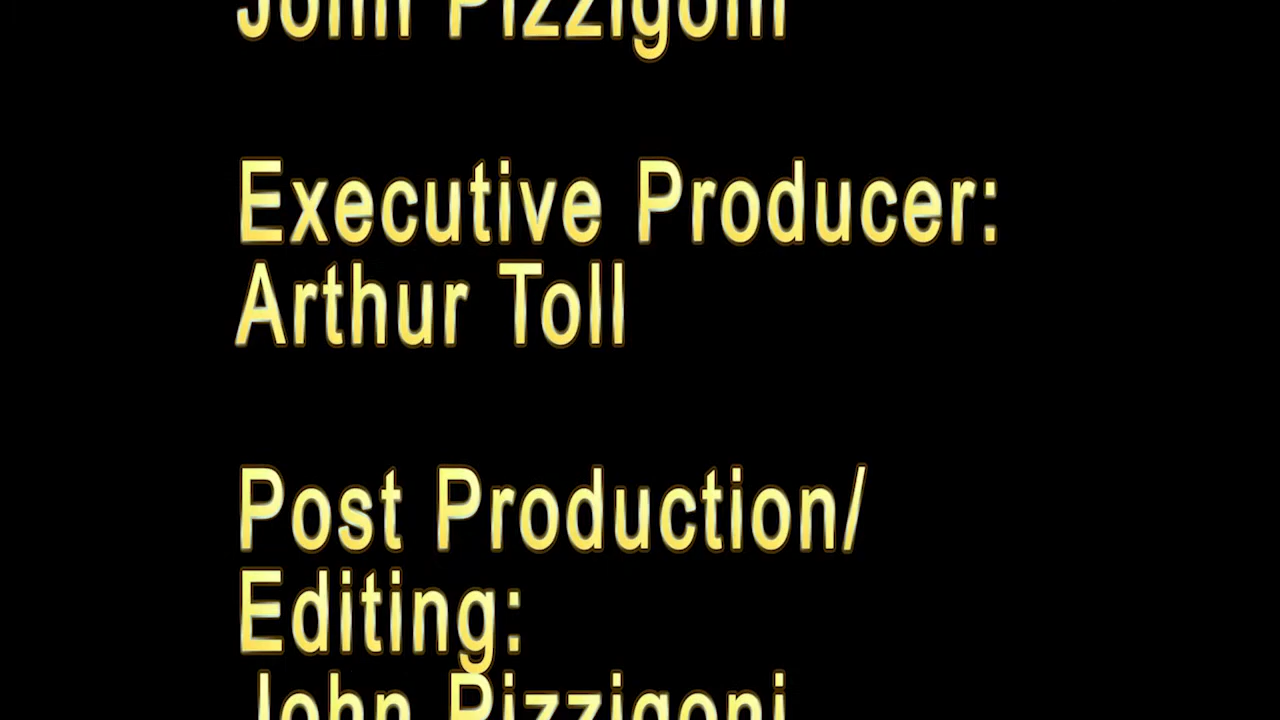 John Pizzigoni
Executive Producer:
Arthur Toll
Post Production/
Editing:
John Pizzigoni